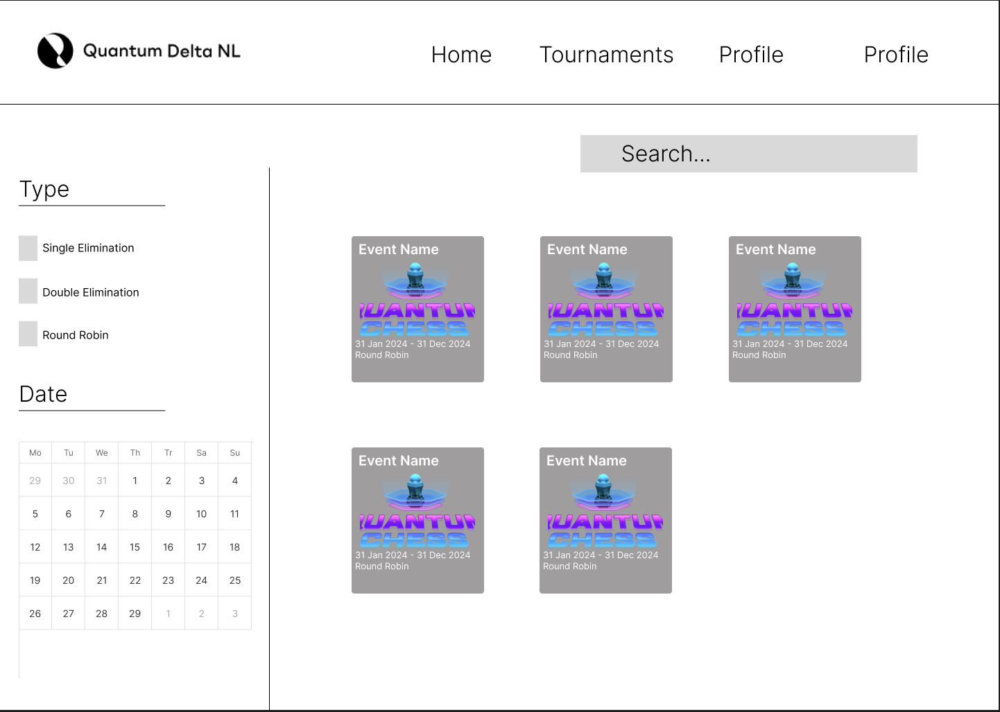 Quantum Delta NL
Home Tournaments Profile Profile
Search...
Type
Single Elimination
Double Elimination
Round Robin
Date
Mo Tu We Th Tr Sa Su
29 30 31 1 2 3 4
5 6 7 8 9 10 11
12 13 14 15 16 17 18
19 20 21 22 23 24 25
26 27 28 29 1 2 3
Event Name
QUANTUM
CHESS
31 Jan 2024 - 31 Dec 2024
Round Robin
Event Name
QUANTUM
CHESS
31 Jan 2024 - 31 Dec 2024
Round Robin
Event Name
QUANTUM
CHESS
31 Jan 2024 - 31 Dec 2024
Round Robin
Event Name
QUANTUM
CHESS
31 Jan 2024 - 31 Dec 2024
Round Robin
Event Name
QUANTUM
CHESS
31 Jan 2024 - 31 Dec 2024
Round Robin